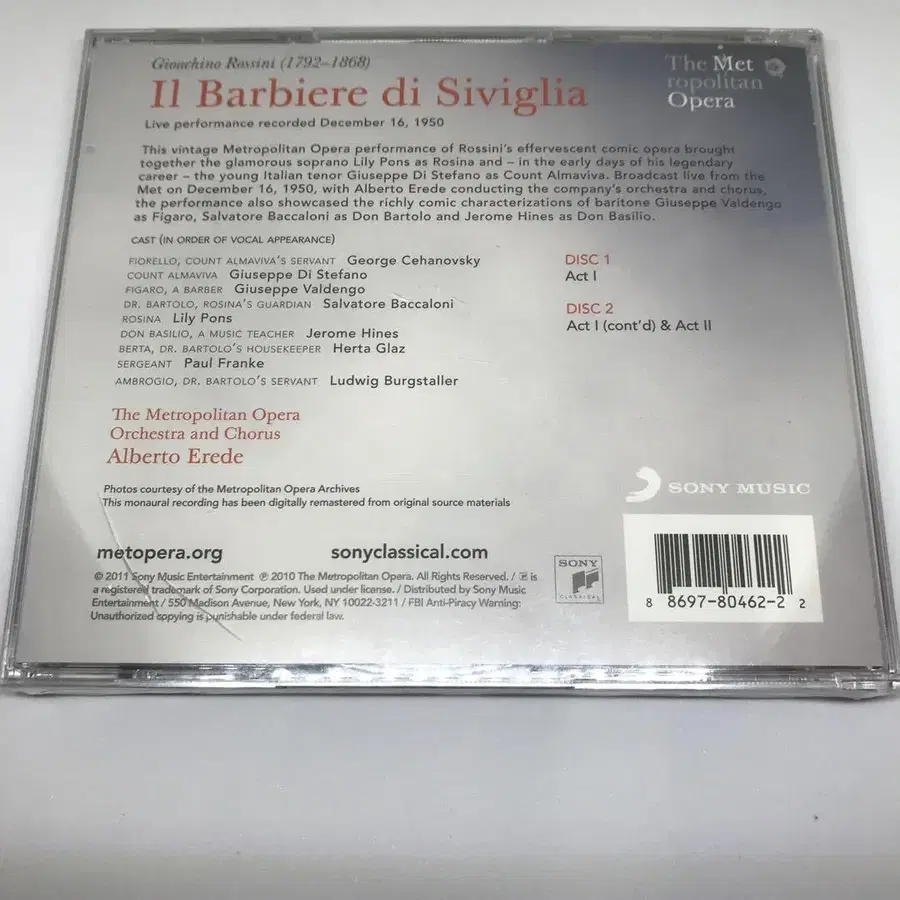 Gioachino Rossini (1792–1868)
Il Barbiere di Siviglia
Live performance recorded December 16, 1950
The Met
ropolitan
Opera
This vintage Metropolitan Opera performance of Rossini's effervescent comic opera brought
together the glamorous soprano Lily Pons as Rosina and – in the early days of his legendary
career – the young Italian tenor Giuseppe Di Stefano as Count Almaviva. Broadcast live from the
Met on December 16, 1950, with Alberto Erede conducting the company's orchestra and chorus,
the performance also showcased the richly comic characterizations of baritone Giuseppe Valdengo
as Figaro, Salvatore Baccaloni as Don Bartolo and Jerome Hines as Don Basilio.
CAST (IN ORDER OF VOCAL APPEARANCE)
FIORELLO, COUNT ALMAVIVA'S SERVANT George Cehanovsky
COUNT ALMAVIVA Giuseppe Di Stefano
FIGARO, A BARBER Giuseppe Valdengo
DR. BARTOLO, ROSINA'S GUARDIAN Salvatore Baccaloni
ROSINA Lily Pons
DON BASILIO, A MUSIC TEACHER Jerome Hines
BERTA, DR. BARTOLO'S HOUSEKEEPER Herta Glaz
SERGEANT Paul Franke
AMBROGIO, DR. BARTOLO'S SERVANT Ludwig Burgstaller
DISC 1
Act I
DISC 2
Act I (cont'd) & Act II
The Metropolitan Opera
Orchestra and Chorus
Alberto Erede
Photos courtesy of the Metropolitan Opera Archives
This monaural recording has been digitally remastered from original source materials
SONY MUSIC
metopera.org
sonyclassical.com
© 2011 Sony Music Entertainment ℗ 2010 The Metropolitan Opera. All Rights Reserved. / is
a registered trademark of Sony Corporation. Used under license. / Distributed by Sony Music
Entertainment / 550 Madison Avenue, New York, NY 10022-3211 / FBI Anti-Piracy Warning:
Unauthorized copying is punishable under federal law.
SONY
CLASSICAL
8 8697-80462-2 2